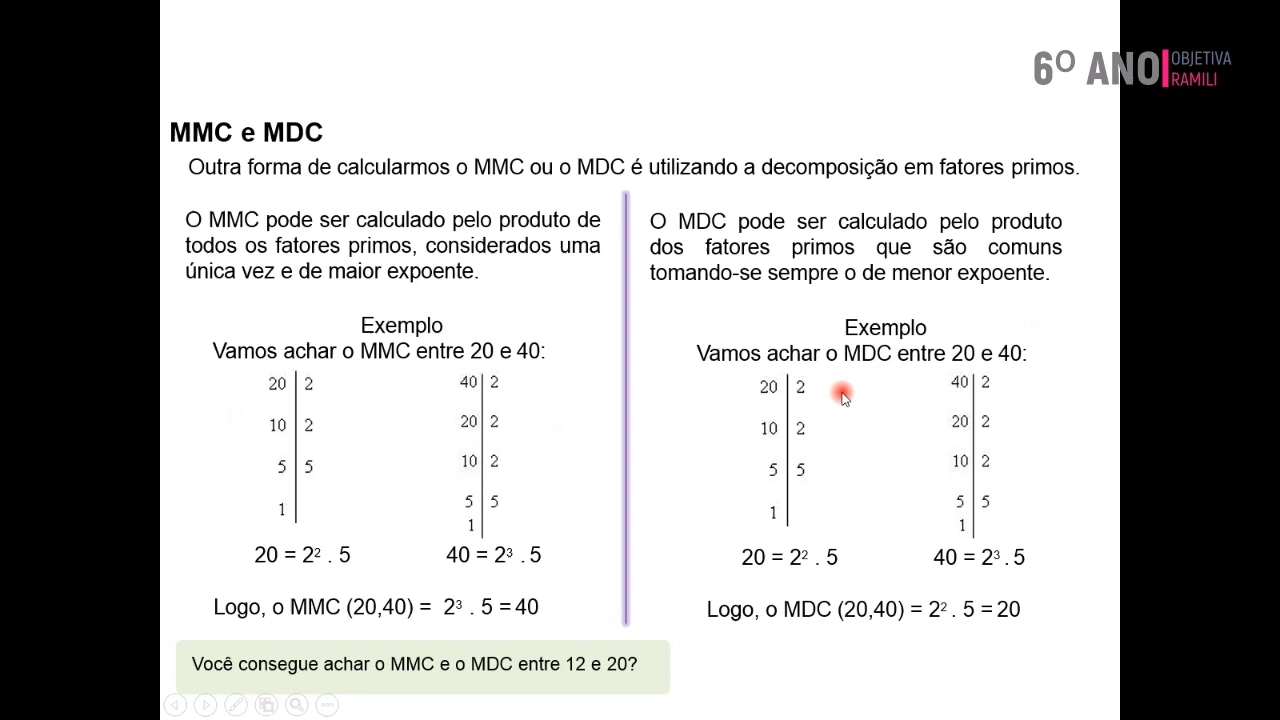 6º ANO
OBJETIVA
RAMILI
MMC e MDC
Outra forma de calcularmos o MMC ou o MDC é utilizando a decomposição em fatores primos.
O MMC pode ser calculado pelo produto de
todos os fatores primos, considerados uma
única vez e de maior expoente.
Exemplo
Vamos achar o MMC entre 20 e 40:
20 | 2
10 | 2
5 | 5
1
40 | 2
20 | 2
10 | 2
5 | 5
1
20 = 2² . 5
40 = 2³ . 5
Logo, o MMC (20,40) = 2³ . 5 = 40
O MDC pode ser calculado pelo produto
dos fatores primos que são comuns
tomando-se sempre o de menor expoente.
Exemplo
Vamos achar o MDC entre 20 e 40:
20 | 2
10 | 2
5 | 5
1
40 | 2
20 | 2
10 | 2
5 | 5
1
20 = 2² . 5
40 = 2³ . 5
Logo, o MDC (20,40) = 2² . 5 = 20
Você consegue achar o MMC e o MDC entre 12 e 20?